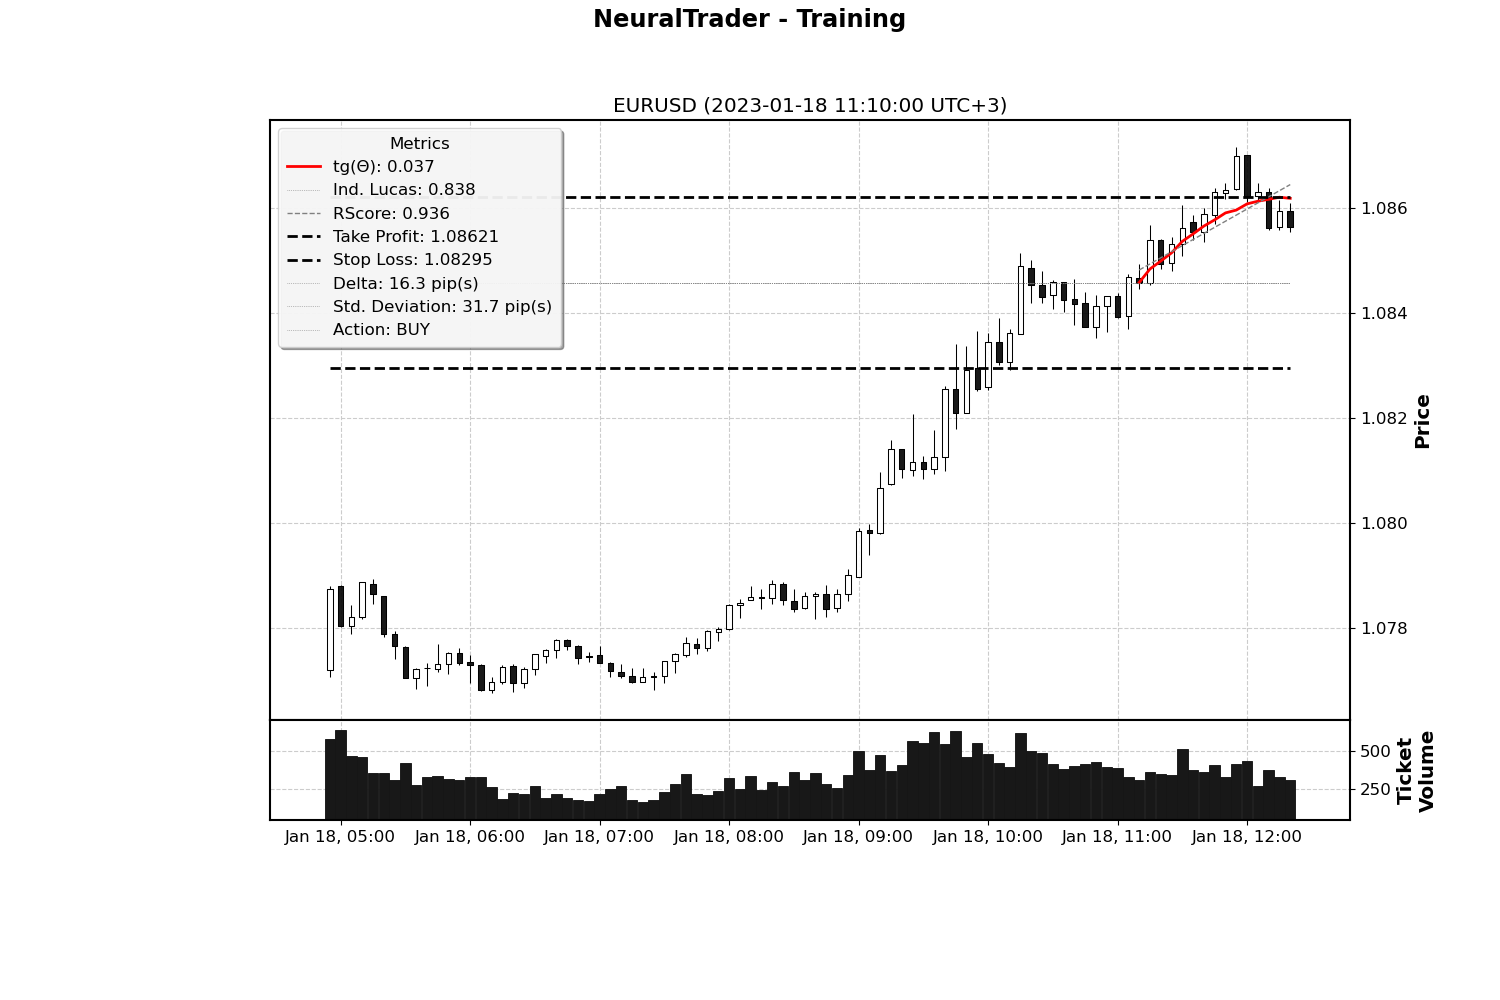 NeuralTrader - Training
EURUSD (2023-01-18 11:10:00 UTC+3)
Metrics
tg(Θ): 0.037
Ind. Lucas: 0.838
RScore: 0.936
Take Profit: 1.08621
Stop Loss: 1.08295
Delta: 16.3 pip(s)
Std. Deviation: 31.7 pip(s)
Action: BUY
1.086
1.084
1.082
1.080
1.078
Price
500
250
Ticket
Volume
Jan 18, 05:00
Jan 18, 06:00
Jan 18, 07:00
Jan 18, 08:00
Jan 18, 09:00
Jan 18, 10:00
Jan 18, 11:00
Jan 18, 12:00